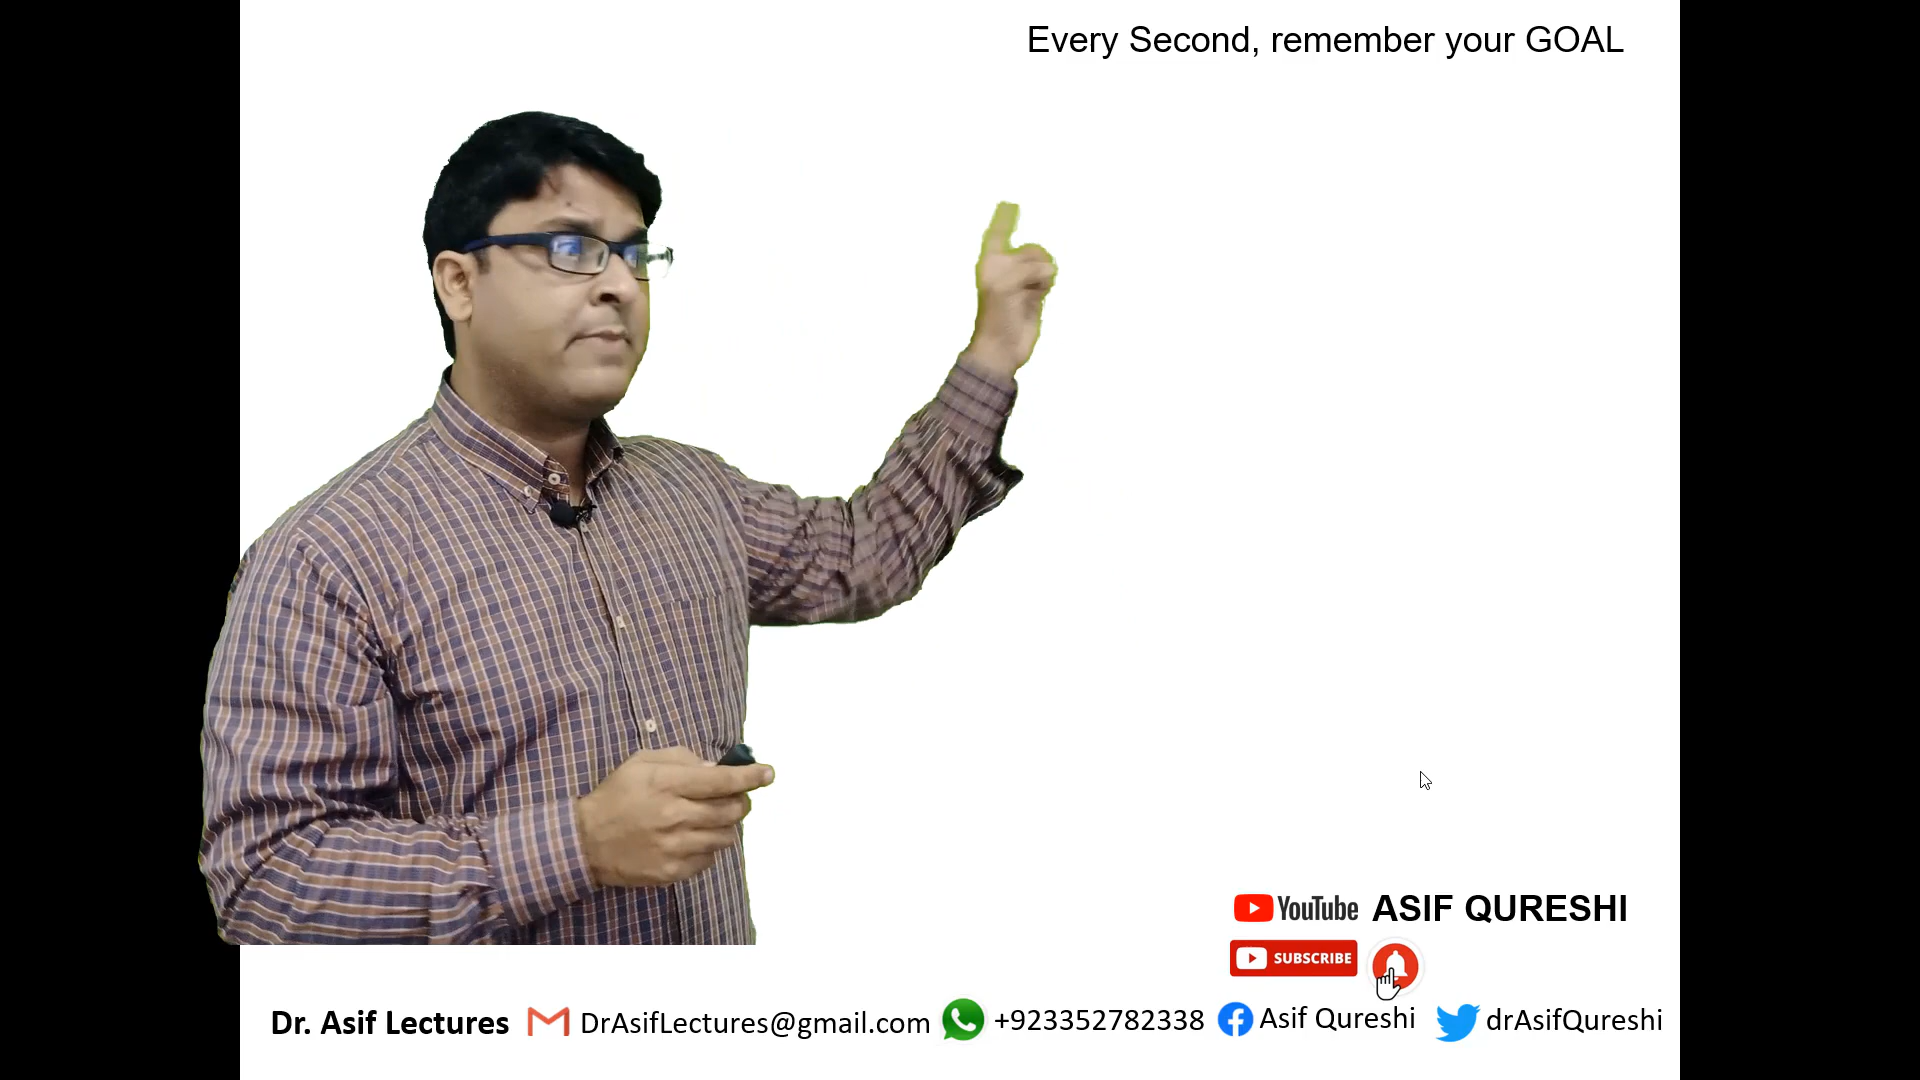 Every Second, remember your GOAL
YouTube ASIF QURESHI
SUBSCRIBE
Dr. Asif Lectures DrAsifLectures@gmail.com +923352782338 Asif Qureshi drAsifQureshi